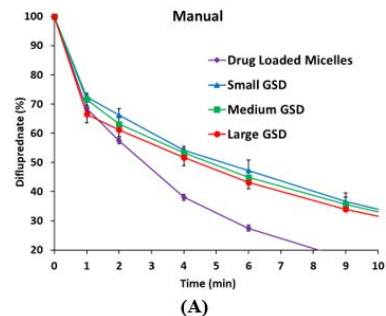 Manual
Difluprednate (%)
100
90
80
70
60
50
40
30
20
Drug Loaded Micelles
Small GSD
Medium GSD
Large GSD
0 1 2 3 4 5 6 7 8 9 10
Time (min)
(A)